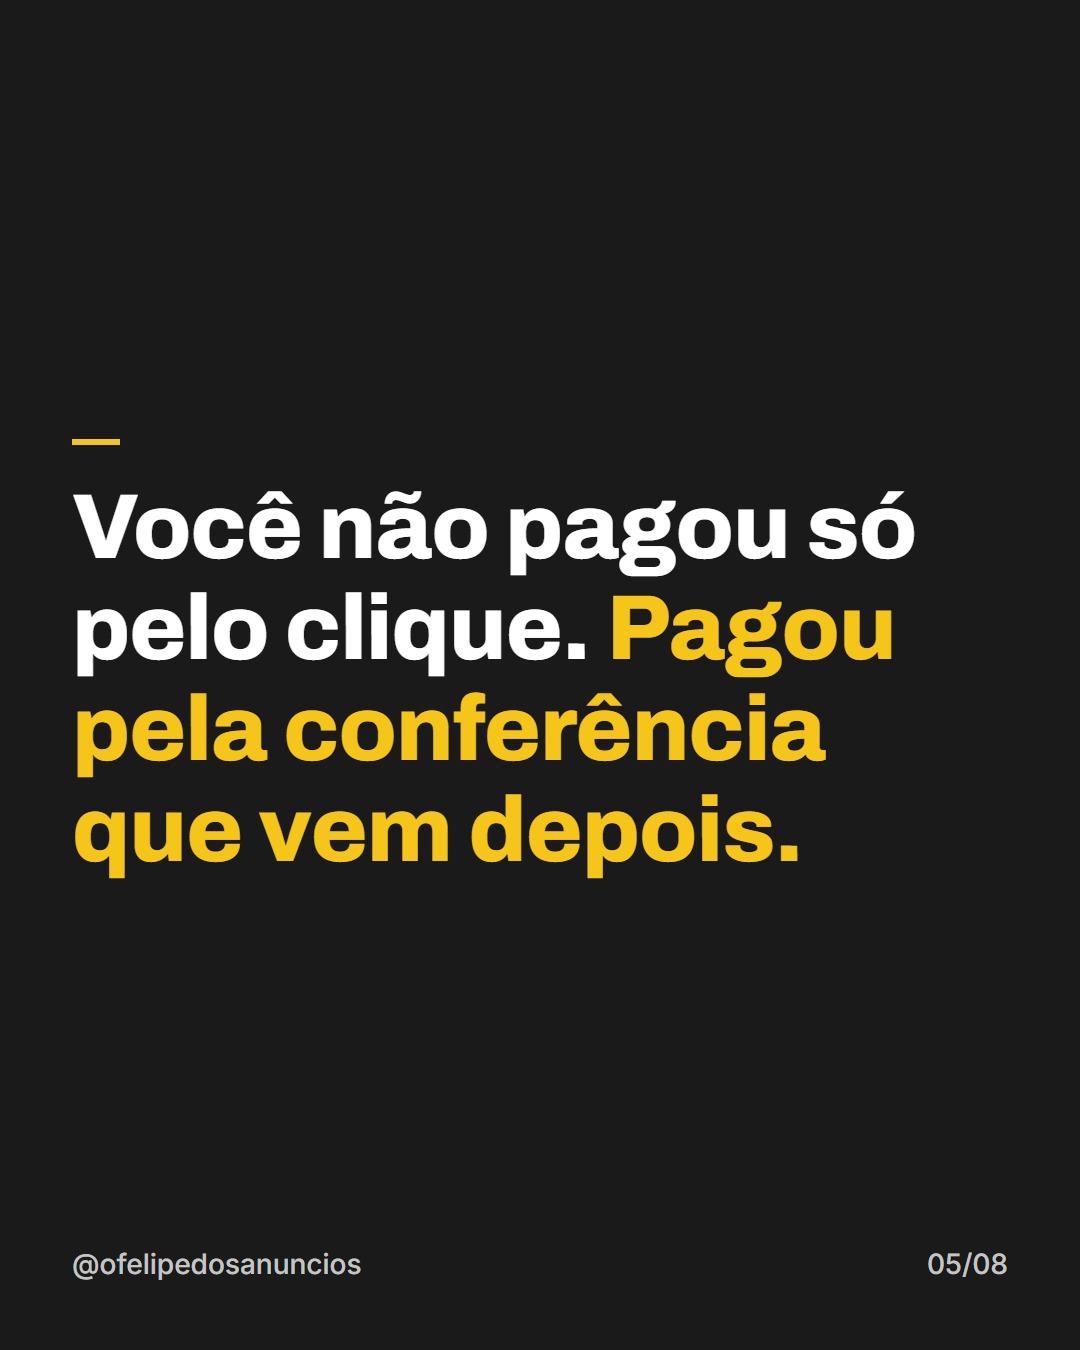 Você não pagou só
pelo clique. Pagou
pela conferência
que vem depois.
@ofelipedosanuncios
05/08